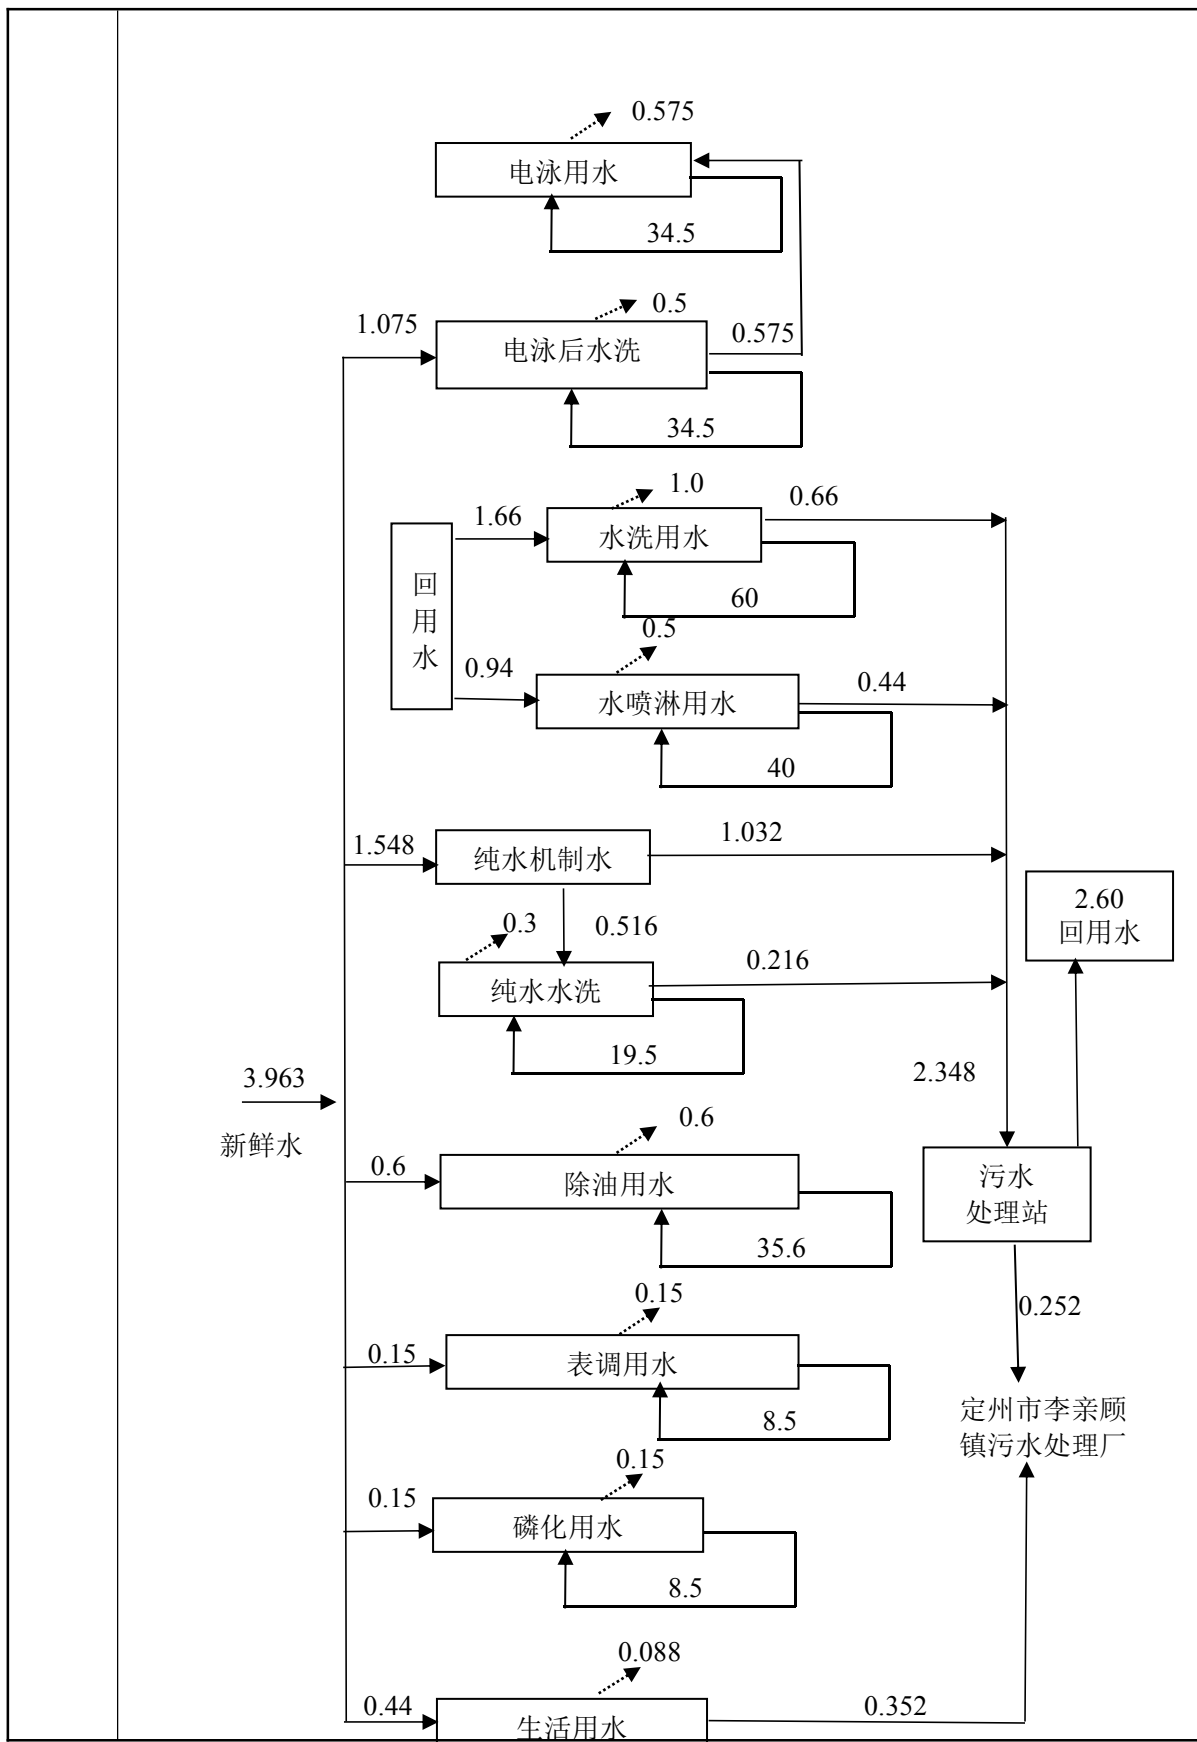 0.575
电泳用水
34.5
0.5
1.075
电泳后水洗
0.575
34.5
1.0
0.66
1.66
水洗用水
回
用
水
60
0.5
0.94
水喷淋用水
0.44
40
1.548
纯水机制水
1.032
2.60
回用水
0.3
0.516
0.216
纯水水洗
19.5
3.963
新鲜水
2.348
0.6
0.6
除油用水
35.6
污水
处理站
0.252
0.15
0.15
表调用水
8.5
定州市李亲顾
镇污水处理厂
0.15
0.15
磷化用水
8.5
0.088
0.44
生活用水
0.352